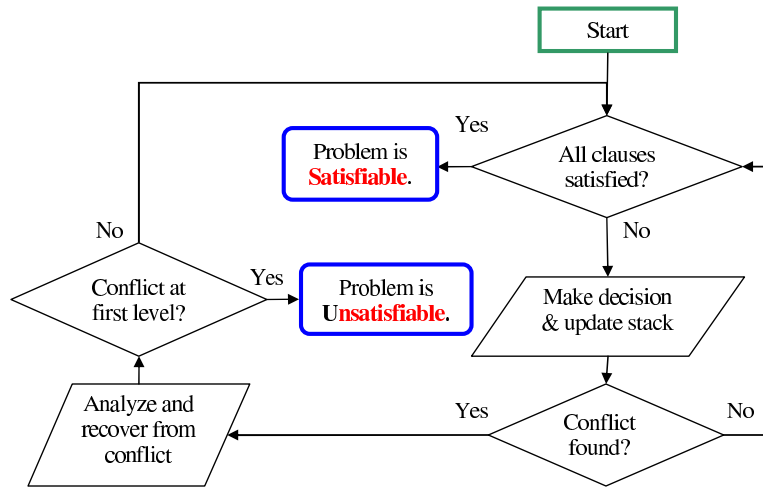 Start
Yes
Problem is
Satisfiable.
All clauses
satisfied?
No
No
Conflict at
first level?
Yes
Problem is
Unsatisfiable.
Make decision
& update stack
Analyze and
recover from
conflict
Yes
Conflict
found?
No